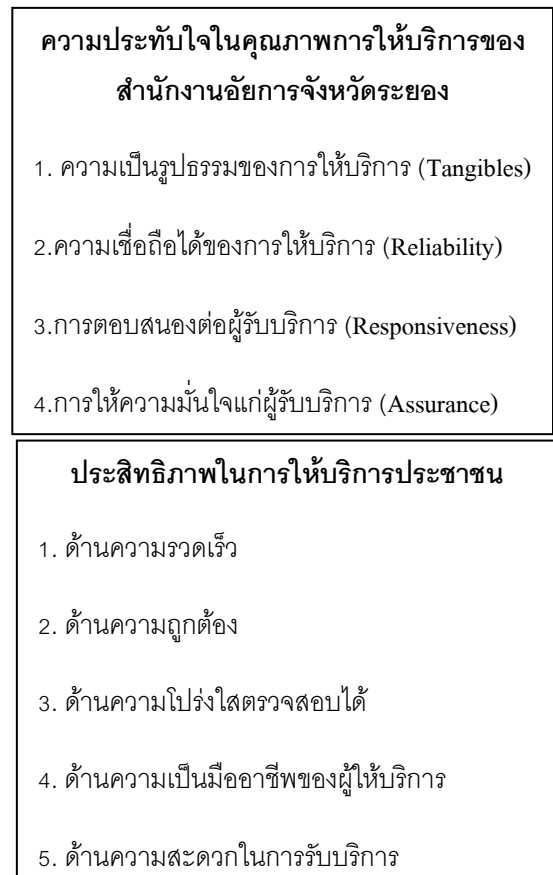 ความประทับใจในคุณภาพการให้บริการของ
สำนักงานอัยการจังหวัดระยอง
1. ความเป็นรูปธรรมของการให้บริการ (Tangibles)
2.ความเชื่อถือได้ของการให้บริการ (Reliability)
3.การตอบสนองต่อผู้รับบริการ (Responsiveness)
4.การให้ความมั่นใจแก่ผู้รับบริการ (Assurance)
ประสิทธิภาพในการให้บริการประชาชน
1. ด้านความรวดเร็ว
2. ด้านความถูกต้อง
3. ด้านความโปร่งใสตรวจสอบได้
4. ด้านความเป็นมืออาชีพของผู้ให้บริการ
5. ด้านความสะดวกในการรับบริการ